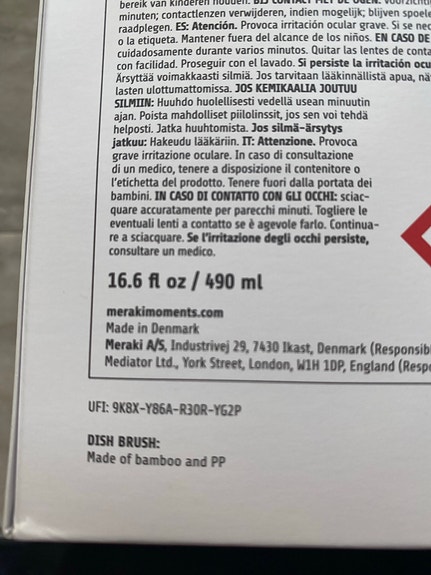 bereik van kinderen houden. BIJ CONTACT MET DE OGEN:
minuten; contactlenzen verwijderen, indien mogelijk; blijven spoele
raadplegen. ES: Atención. Provoca irritación ocular grave. Si se nec
o la etiqueta. Mantener fuera del alcance de los niños. EN CASO DE
cuidadosamente durante varios minutos. Quitar las lentes de conta
con facilidad. Proseguir con el lavado. Si persiste la irritación ocu
Ärsyttää voimakkaasti silmiä. Jos tarvitaan lääkinnällistä apua, nä
lasten ulottumattomissa. JOS KEMIKAALIA JOUTUU
SILMIIN: Huuhdo huolellisesti vedellä usean minuutin
ajan. Poista mahdolliset piilolinssit, jos sen voi tehdä
helposti. Jatka huuhtomista. Jos silmä-ärsytys
jatkuu: Hakeudu lääkäriin. IT: Attenzione. Provoca
grave irritazione oculare. In caso di consultazione
di un medico, tenere a disposizione il contenitore o
l'etichetta del prodotto. Tenere fuori dalla portata dei
bambini. IN CASO DI CONTATTO CON GLI OCCHI: sciac-
quare accuratamente per parecchi minuti. Togliere le
eventuali lenti a contatto se è agevole farlo. Continua-
re a sciacquare. Se l'irritazione degli occhi persiste,
consultare un medico.
16.6 fl oz / 490 ml
merakimoments.com
Made in Denmark
Meraki A/S, Industrivej 29, 7430 Ikast, Denmark (Responsibl
Mediator Ltd., York Street, London, W1H 1DP, England (Respo
UFI: 9K8X-Y86A-R30R-YG2P
DISH BRUSH:
Made of bamboo and PP